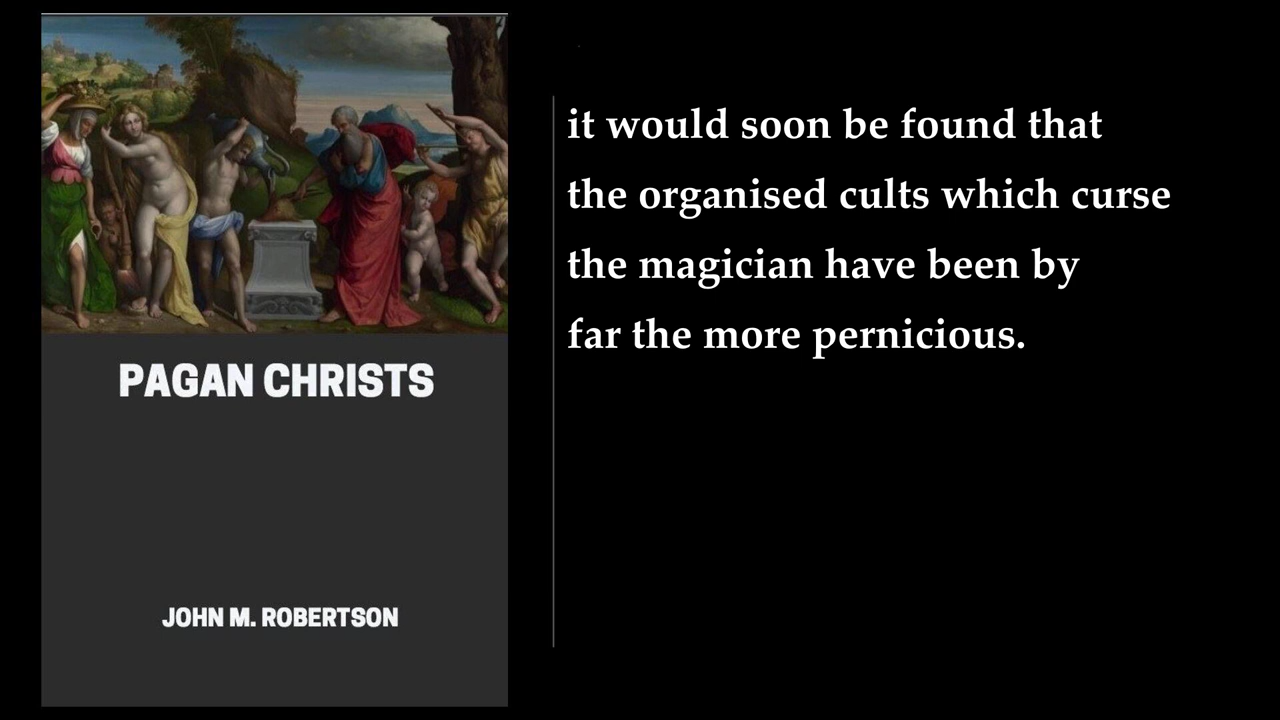 PAGAN CHRISTS
JOHN M. ROBERTSON
it would soon be found that
the organised cults which curse
the magician have been by
far the more pernicious.